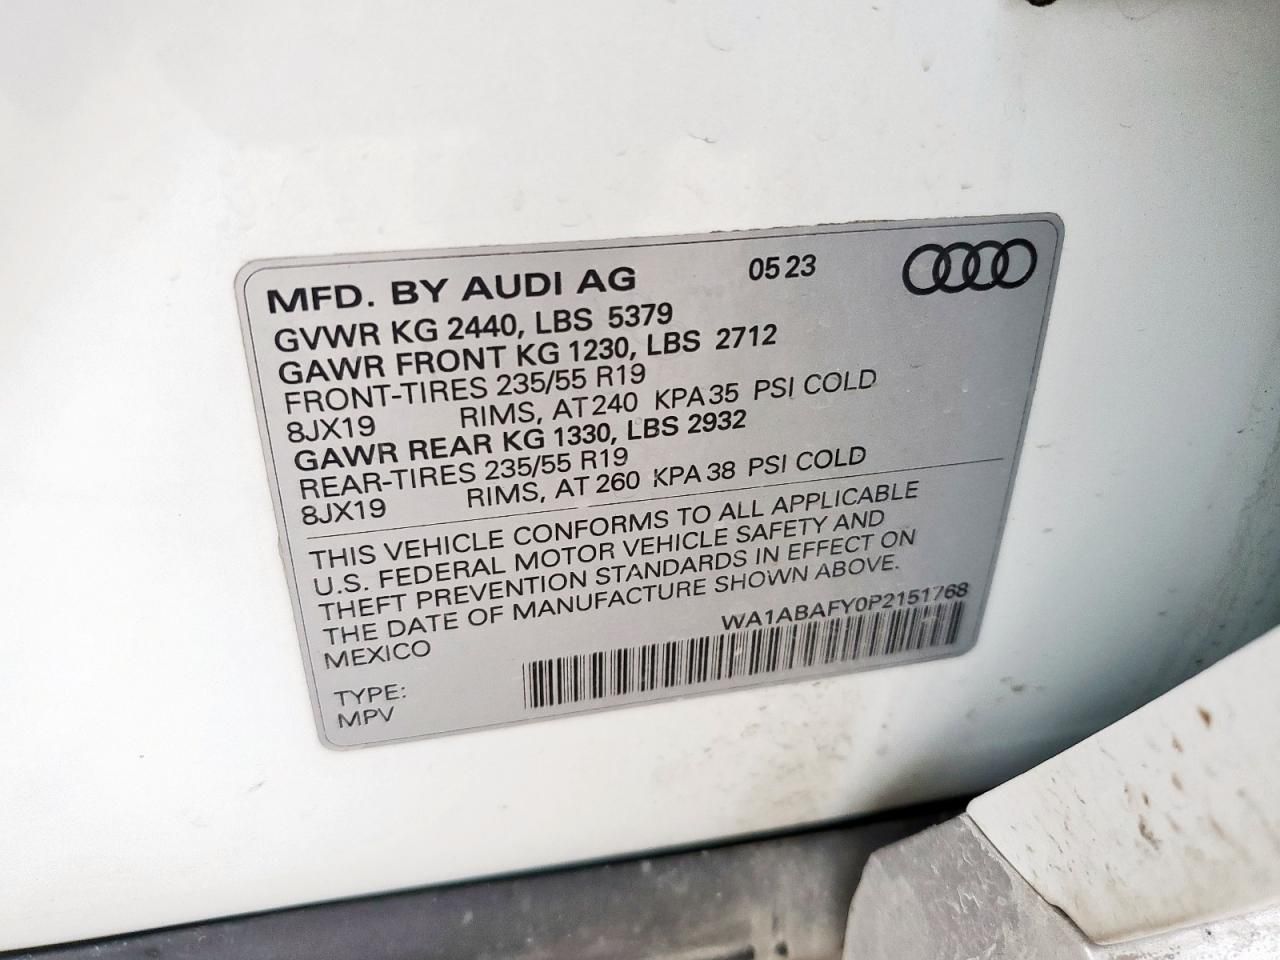 MFD. BY AUDI AG 05 23
GVWR KG 2440, LBS 5379
GAWR FRONT KG 1230, LBS 2712
FRONT-TIRES 235/55 R19
8JX19 RIMS, AT 240 KPA 35 PSI COLD
GAWR REAR KG 1330, LBS 2932
REAR-TIRES 235/55 R19
8JX19 RIMS, AT 260 KPA 38 PSI COLD
THIS VEHICLE CONFORMS TO ALL APPLICABLE
U.S. FEDERAL MOTOR VEHICLE SAFETY AND
THEFT PREVENTION STANDARDS IN EFFECT ON
THE DATE OF MANUFACTURE SHOWN ABOVE.
MEXICO WA1ABAFY0P2151768
TYPE:
MPV